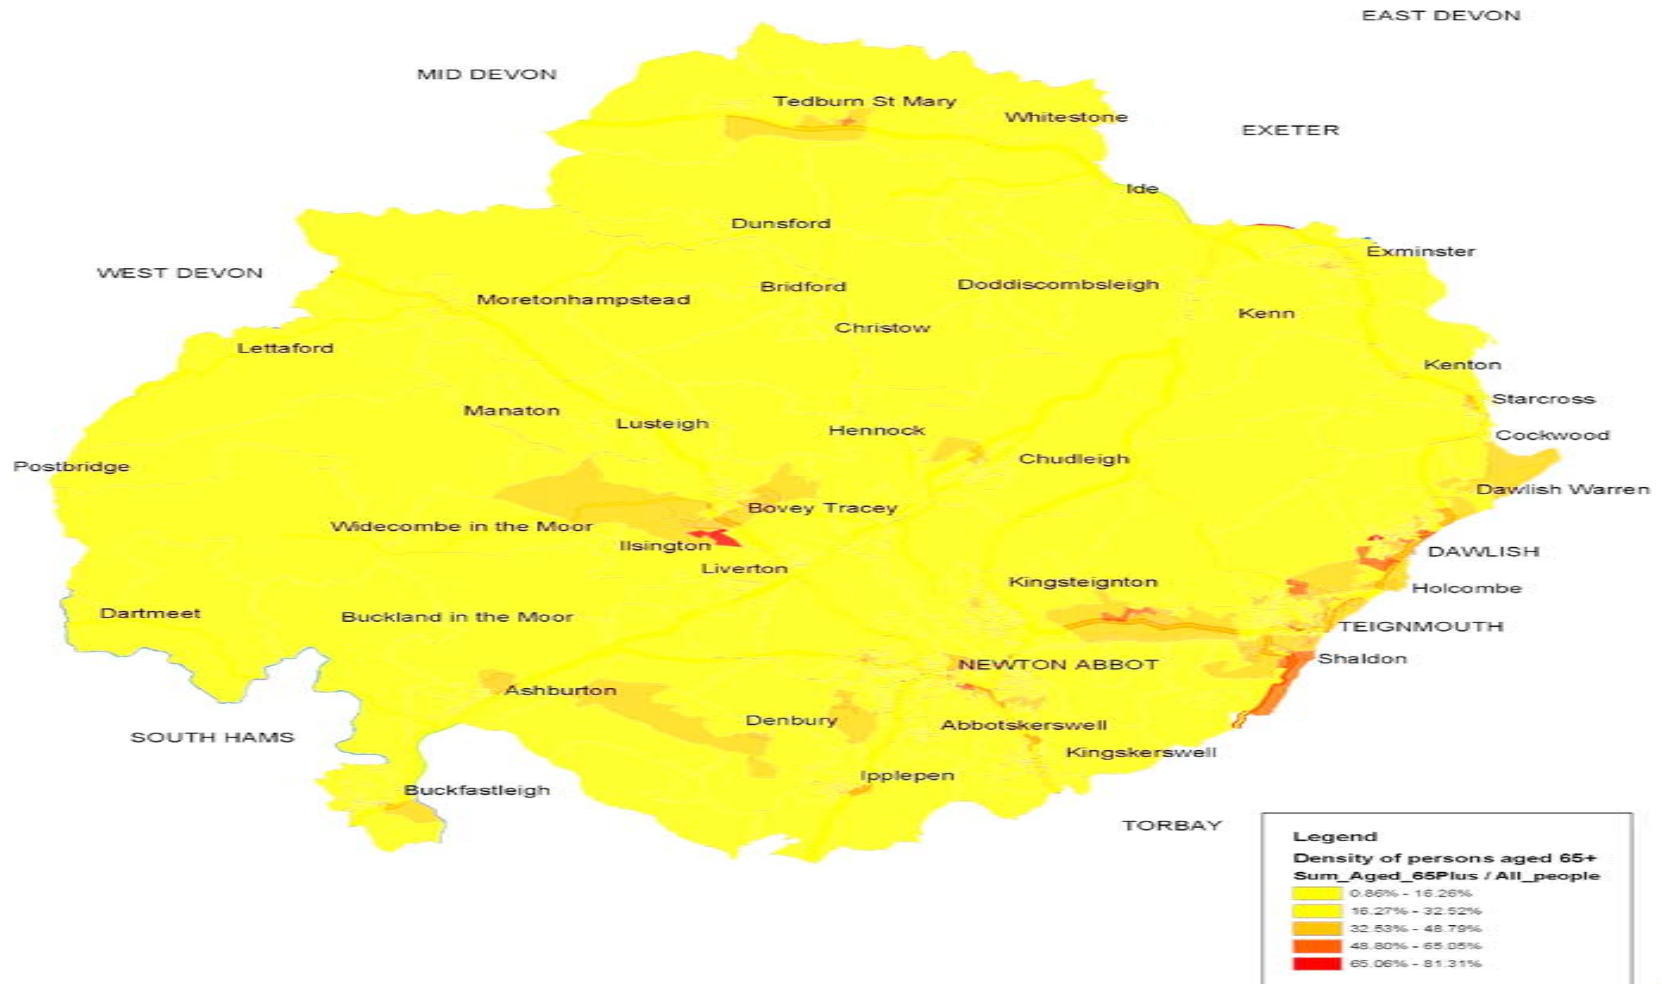 EAST DEVON
MID DEVON
Tedburn St Mary
Whitestone
EXETER
Ide
Dunsford
Exminster
WEST DEVON
Moretonhampstead
Bridford
Doddiscombsleigh
Kenn
Christow
Lettaford
Kenton
Starcross
Manaton
Lusteigh
Hennock
Cockwood
Postbridge
Chudleigh
Dawlish Warren
Bovey Tracey
Widecombe in the Moor
Ilsington
DAWLISH
Liverton
Kingsteignton
Holcombe
Dartmeet
Buckland in the Moor
TEIGNMOUTH
NEWTON ABBOT
Shaldon
Ashburton
Denbury
Abbotskerswell
SOUTH HAMS
Kingskerswell
Ipplepen
Buckfastleigh
TORBAY
Legend
Density of persons aged 65+
Sum_Aged_65Plus / All_people
0.86% - 16.26%
16.27% - 32.52%
32.53% - 48.79%
48.80% - 65.05%
65.06% - 81.31%